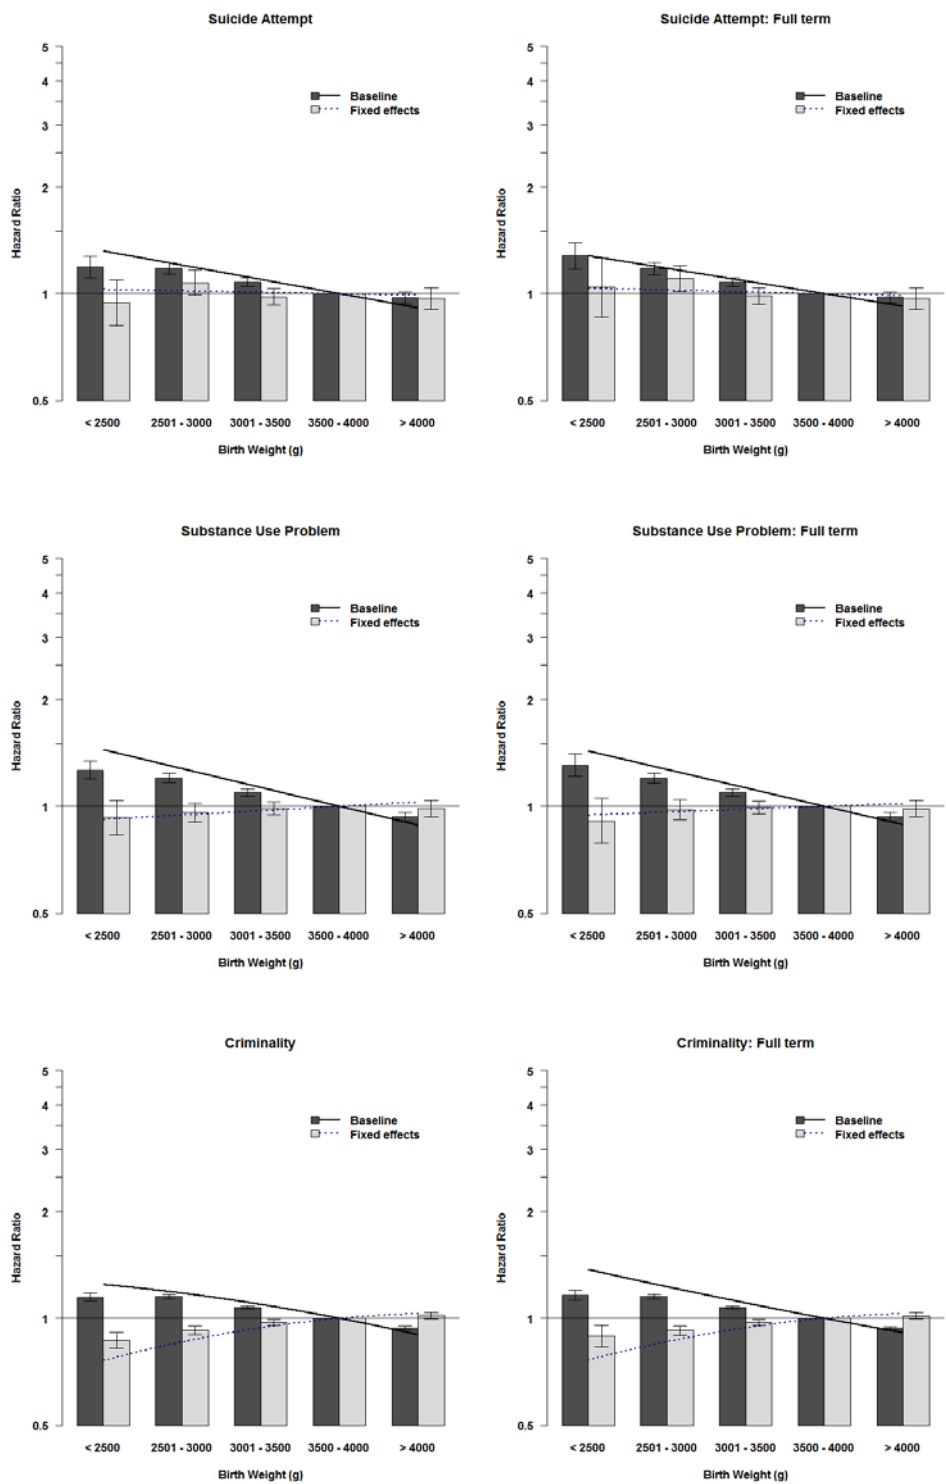 Suicide Attempt
5
4
3
2
1
0.5
Hazard Ratio
Baseline
Fixed effects
< 2500 2501 - 3000 3001 - 3500 3500 - 4000 > 4000
Birth Weight (g)
Suicide Attempt: Full term
5
4
3
2
1
0.5
Hazard Ratio
Baseline
Fixed effects
< 2500 2501 - 3000 3001 - 3500 3500 - 4000 > 4000
Birth Weight (g)
Substance Use Problem
5
4
3
2
1
0.5
Hazard Ratio
Baseline
Fixed effects
< 2500 2501 - 3000 3001 - 3500 3500 - 4000 > 4000
Birth Weight (g)
Substance Use Problem: Full term
5
4
3
2
1
0.5
Hazard Ratio
Baseline
Fixed effects
< 2500 2501 - 3000 3001 - 3500 3500 - 4000 > 4000
Birth Weight (g)
Criminality
5
4
3
2
1
0.5
Hazard Ratio
Baseline
Fixed effects
< 2500 2501 - 3000 3001 - 3500 3500 - 4000 > 4000
Birth Weight (g)
Criminality: Full term
5
4
3
2
1
0.5
Hazard Ratio
Baseline
Fixed effects
< 2500 2501 - 3000 3001 - 3500 3500 - 4000 > 4000
Birth Weight (g)